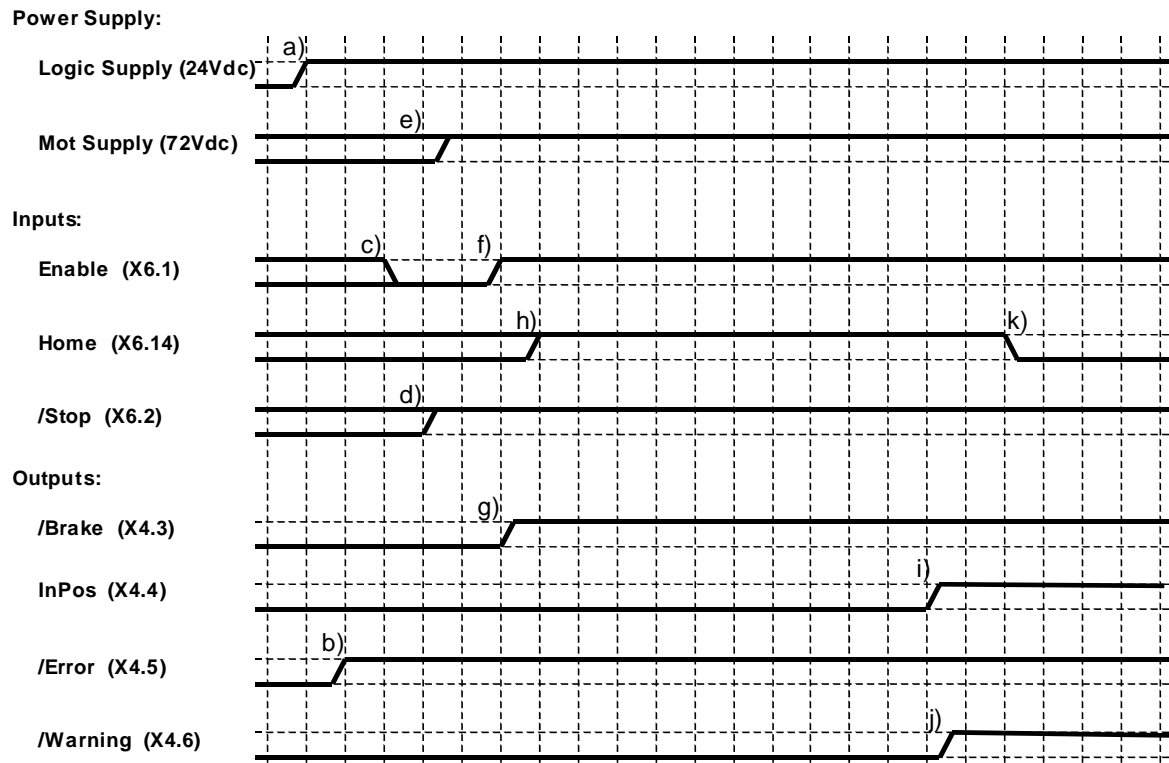 Power Supply:
a)
Logic Supply (24Vdc)
e)
Mot Supply (72Vdc)
Inputs:
c) f)
Enable (X6.1)
h) k)
Home (X6.14)
d)
/Stop (X6.2)
Outputs:
g)
/Brake (X4.3)
i)
InPos (X4.4)
b)
/Error (X4.5)
j)
/Warning (X4.6)